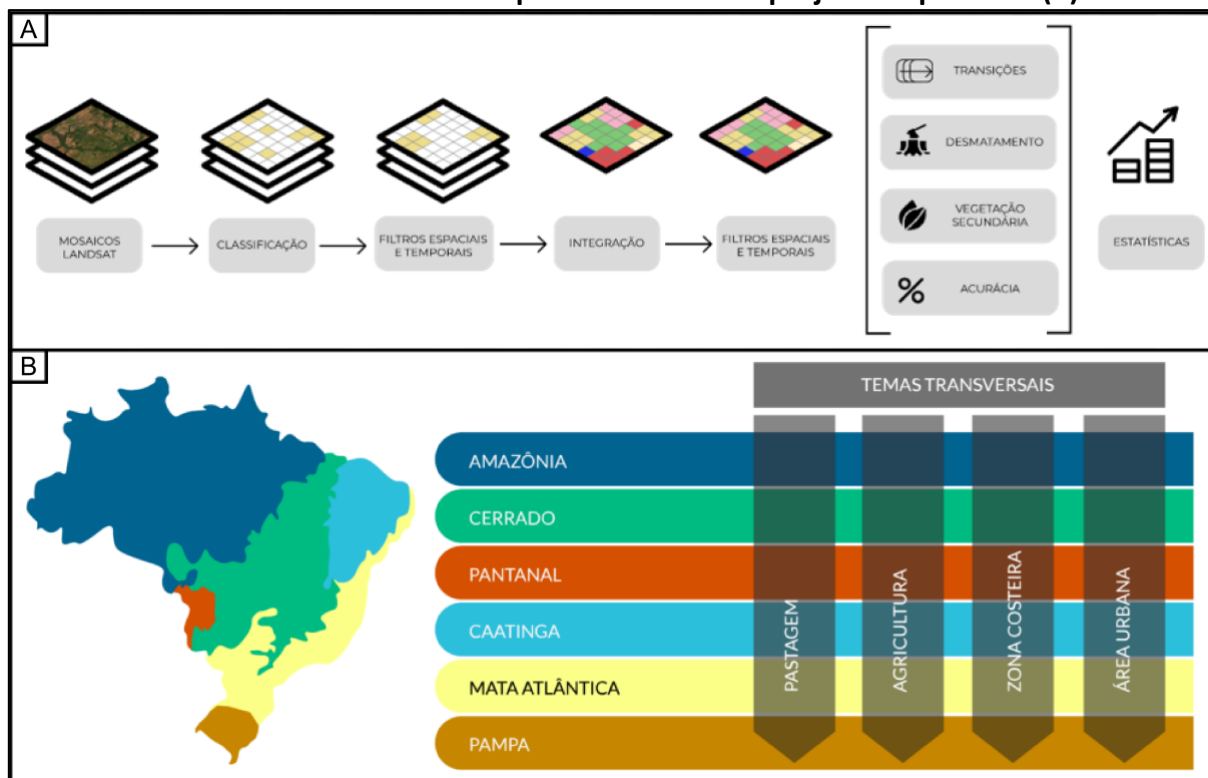 A
MOSAICOS
LANDSAT
CLASSIFICAÇÃO
FILTROS ESPACIAIS
E TEMPORAIS
INTEGRAÇÃO
FILTROS ESPACIAIS
E TEMPORAIS
TRANSIÇÕES
DESMATAMENTO
VEGETAÇÃO
SECUNDÁRIA
%
ACURÁCIA
ESTATÍSTICAS
B
TEMAS TRANSVERSAIS
AMAZÔNIA
CERRADO
PANTANAL
CAATINGA
MATA ATLÂNTICA
PAMPA
PASTAGEM
AGRICULTURA
ZONA COSTEIRA
ÁREA URBANA